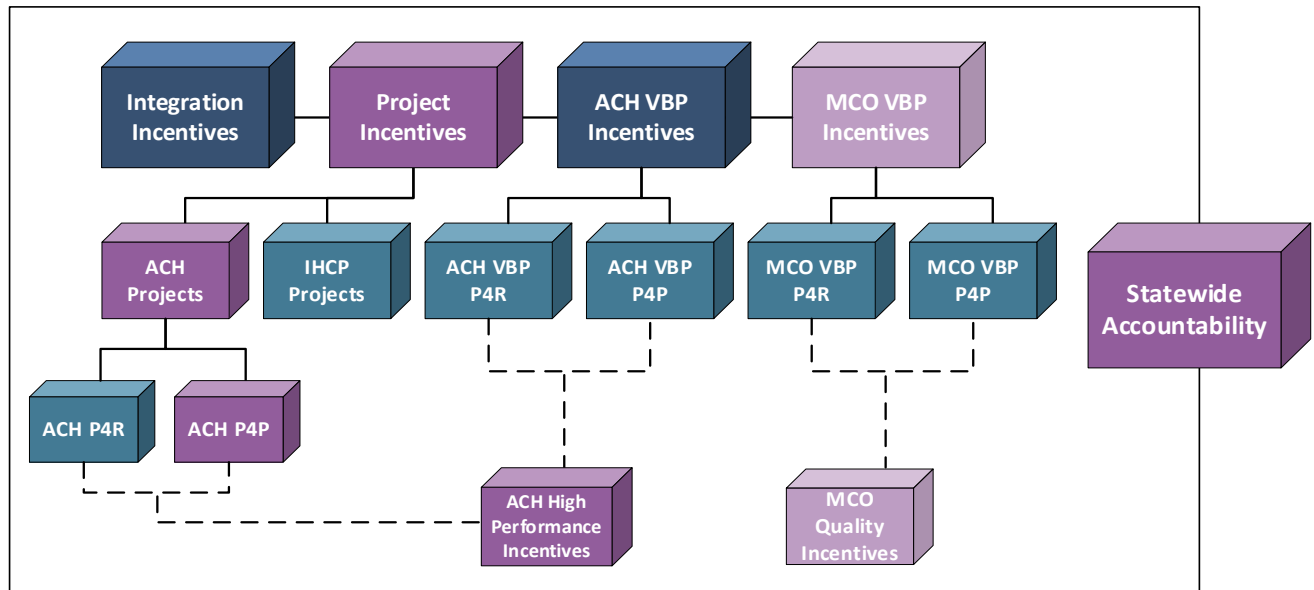 Integration
Incentives
Project
Incentives
ACH VBP
Incentives
MCO VBP
Incentives
ACH
Projects
IHCP
Projects
ACH VBP
P4R
ACH VBP
P4P
MCO VBP
P4R
MCO VBP
P4P
Statewide
Accountability
ACH P4R
ACH P4P
ACH High
Performance
Incentives
MCO
Quality
Incentives